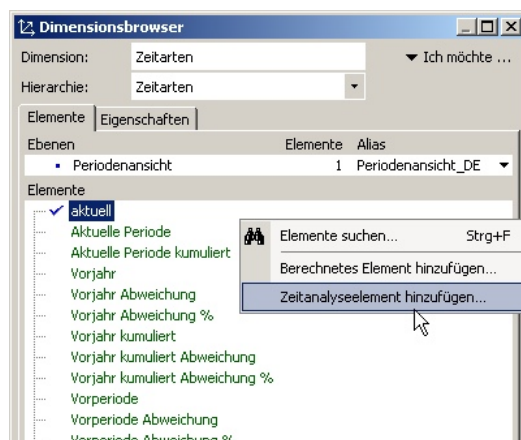 Dimensionsbrowser
Dimension: Zeitarten Ich möchte ...
Hierarchie: Zeitarten
Elemente Eigenschaften
Ebenen Elemente Alias
Periodenansicht 1 Periodenansicht_DE
Elemente
aktuell
Aktuelle Periode
Elemente suchen... Strg+F
Aktuelle Periode kumuliert
Vorjahr
Berechnetes Element hinzufügen...
Vorjahr Abweichung
Zeitanalyseelement hinzufügen...
Vorjahr Abweichung %
Vorjahr kumuliert
Vorjahr kumuliert Abweichung
Vorjahr kumuliert Abweichung %
Vorperiode
Vorperiode Abweichung
Vorperiode Abweichung %